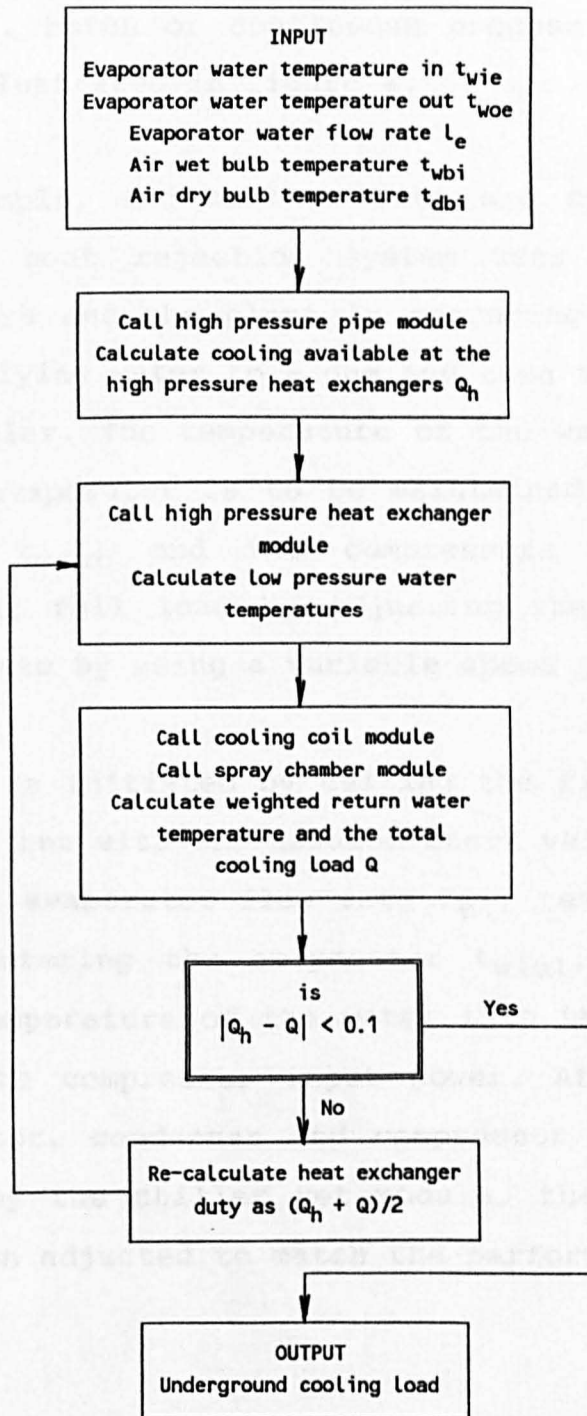 INPUT
Evaporator water temperature in t_wie
Evaporator water temperature out t_woe
Evaporator water flow rate l_e
Air wet bulb temperature t_wbi
Air dry bulb temperature t_dbi
Call high pressure pipe module
Calculate cooling available at the
high pressure heat exchangers Q_h
Call high pressure heat exchanger
module
Calculate low pressure water
temperatures
Call cooling coil module
Call spray chamber module
Calculate weighted return water
temperature and the total
cooling load Q
is
|Q_h - Q| < 0.1
Yes
No
Re-calculate heat exchanger
duty as (Q_h + Q)/2
OUTPUT
Underground cooling load